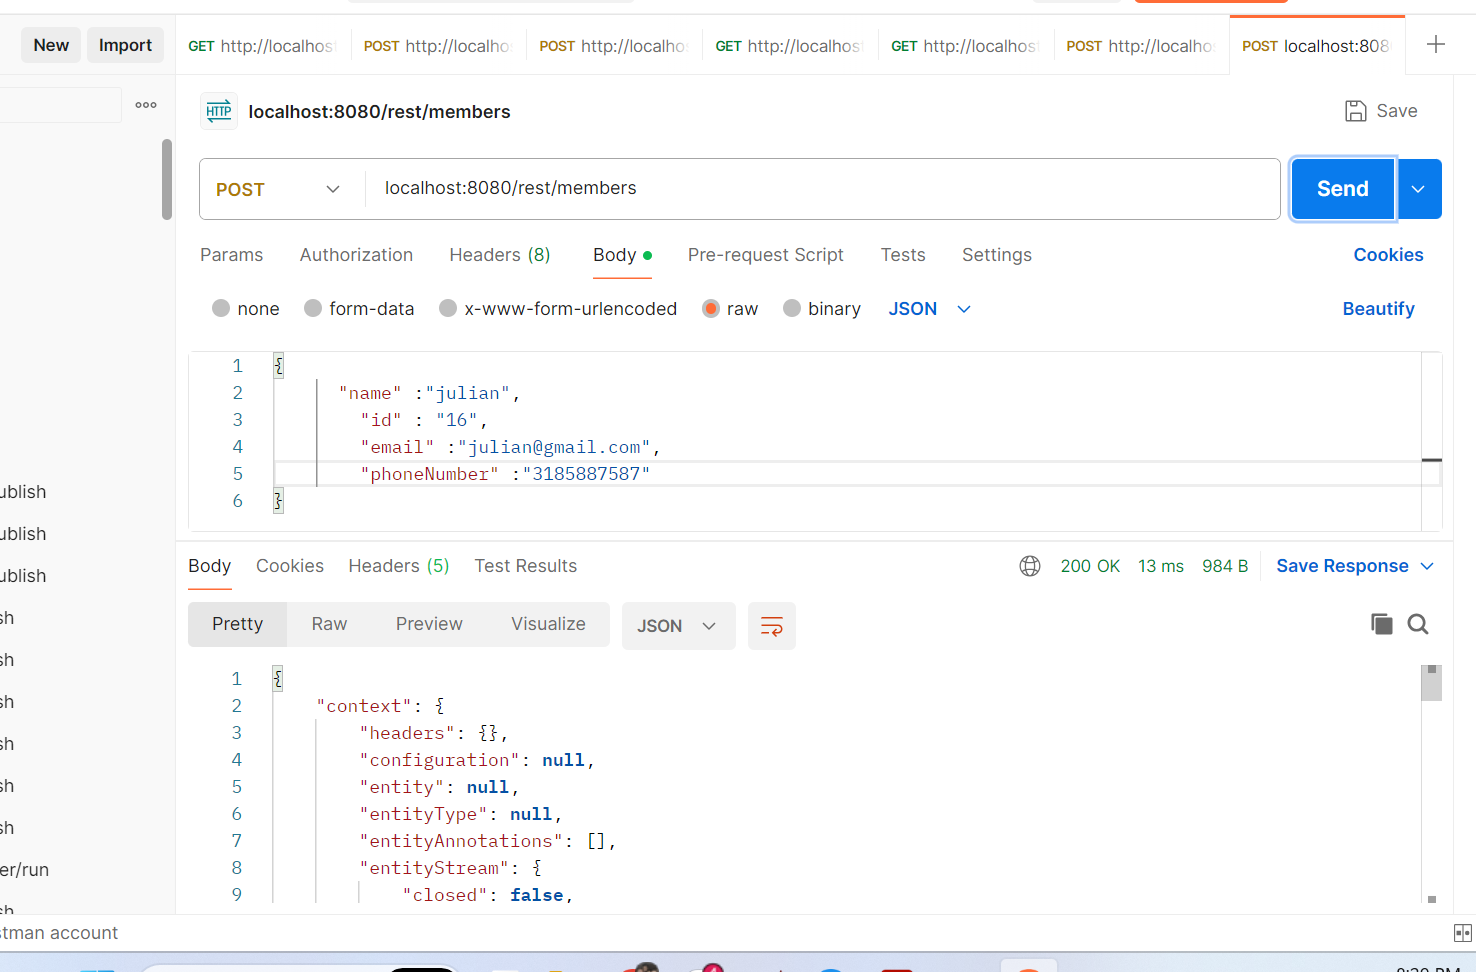 New
Import
GET http://localhos
POST http://localho
POST http://localho
GET http://localhost
GET http://localhost
POST http://localho
POST localhost:808
HTTP
localhost:8080/rest/members
Save
POST
localhost:8080/rest/members
Send
Params
Authorization
Headers (8)
Body
Pre-request Script
Tests
Settings
Cookies
none
form-data
x-www-form-urlencoded
raw
binary
JSON
Beautify
1 {
2 "name" :"julian",
3 "id" : "16",
4 "email" :"julian@gmail.com",
5 "phoneNumber" :"3185887587"
6 }
ublish
ublish
ublish
sh
sh
sh
sh
sh
sh
er/run
sh
Body
Cookies
Headers (5)
Test Results
200 OK
13 ms
984 B
Save Response
Pretty
Raw
Preview
Visualize
JSON
1 {
2 "context": {
3 "headers": {},
4 "configuration": null,
5 "entity": null,
6 "entityType": null,
7 "entityAnnotations": [],
8 "entityStream": {
9 "closed": false,
stman account